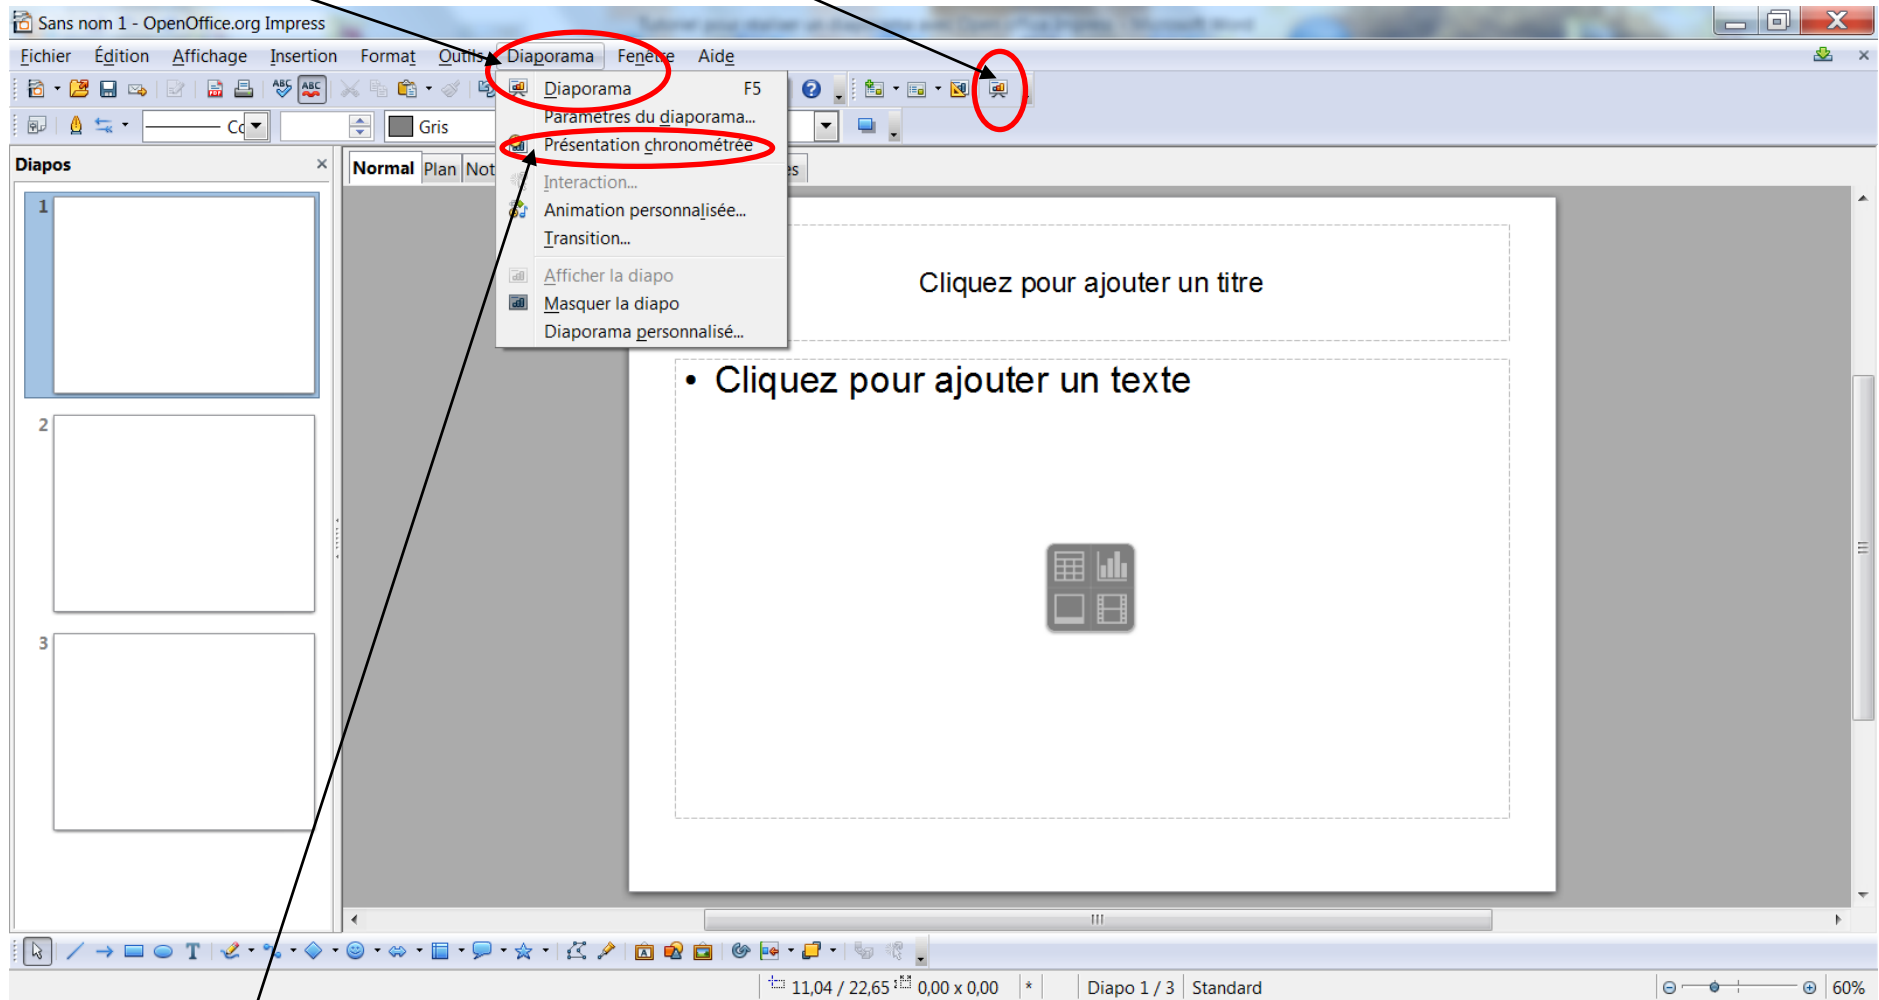 Sans nom 1 - OpenOffice.org Impress
Fichier Édition Affichage Insertion Format Outils Diaporama Fenêtre Aide
ABC ABC
Gris
Diaporama F5
Paramètres du diaporama...
Présentation chronométrée
Interaction...
Animation personnalisée...
Transition...
Afficher la diapo
Masquer la diapo
Diaporama personnalisé...
Diapos
Normal Plan Not
1
2
3
Cliquez pour ajouter un titre
• Cliquez pour ajouter un texte
11,04 / 22,65 0,00 x 0,00 * Diapo 1 / 3 Standard 60%